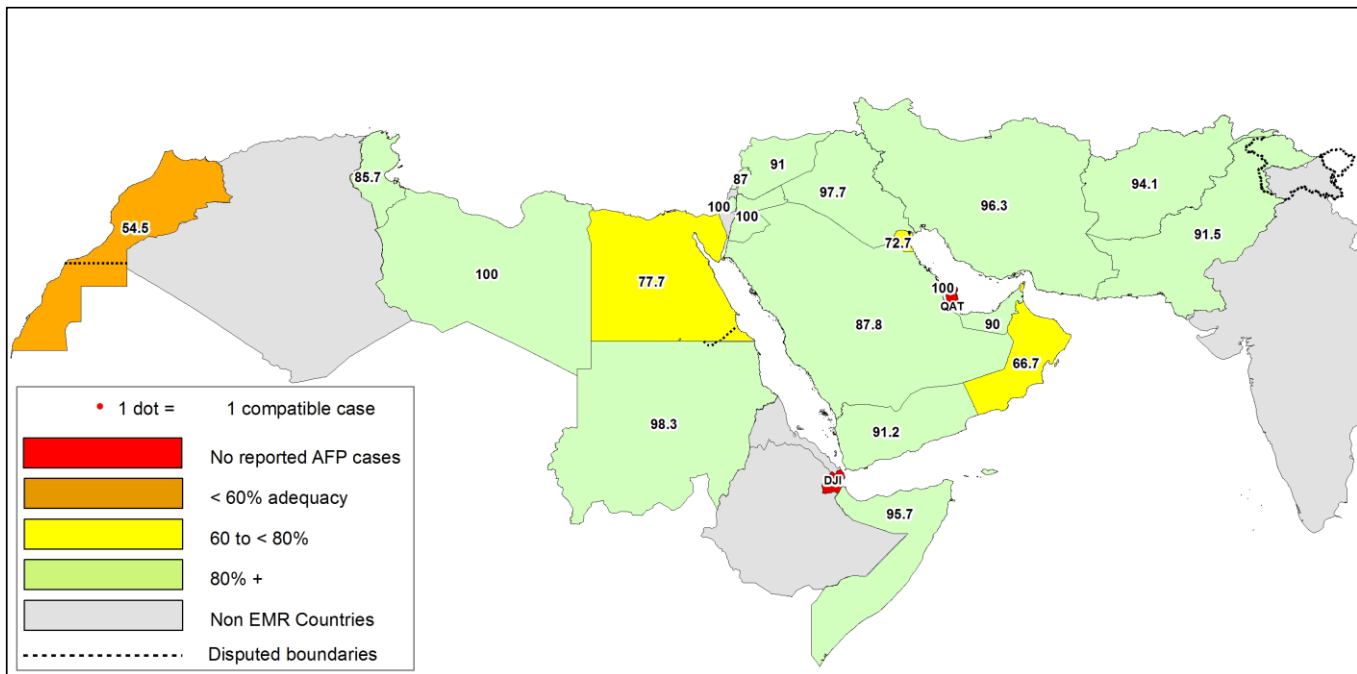 91
87
85.7
97.7
94.1
96.3
91.5
54.5
100
100
72.7
100
77.7
100
QAT
87.8
90
66.7
98.3
91.2
DJI
95.7
1 dot = 1 compatible case
No reported AFP cases
< 60% adequacy
60 to < 80%
80% +
Non EMR Countries
Disputed boundaries